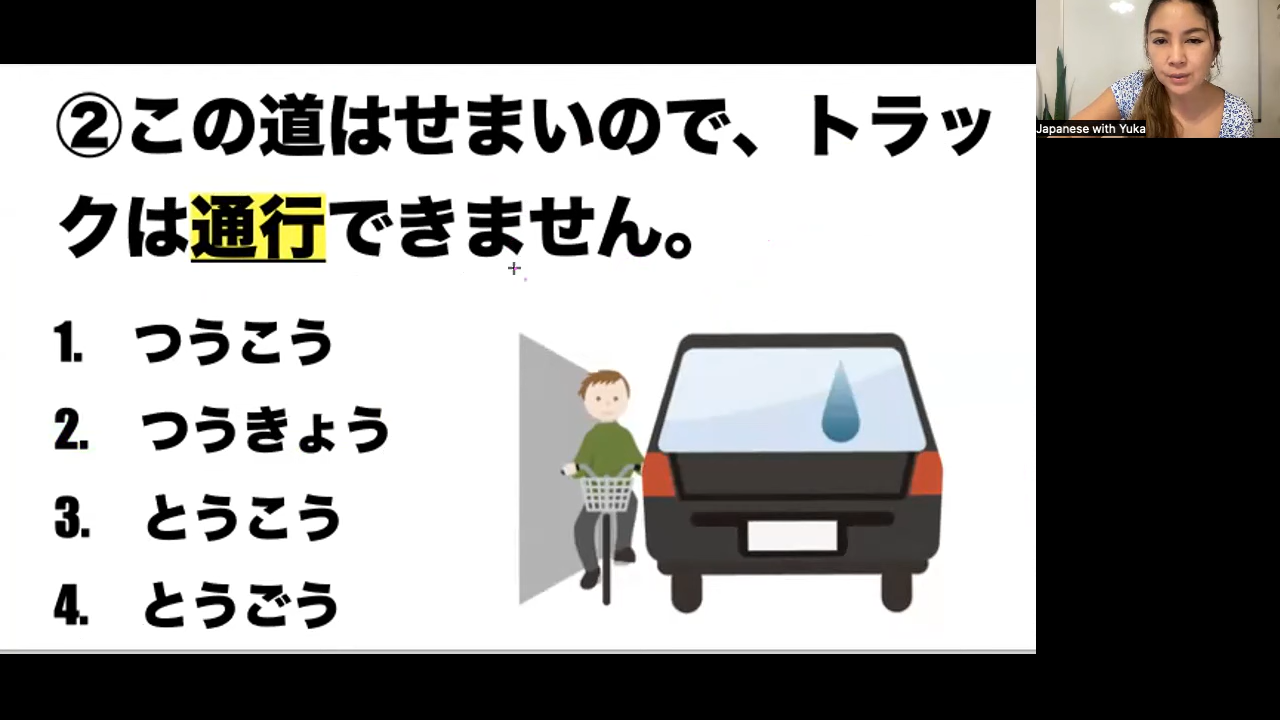 ②この道はせまいので、トラッ
クは通行できません。
1. つうこう
2. つうきょう
3. とうこう
4. とうごう
Japanese with Yuka